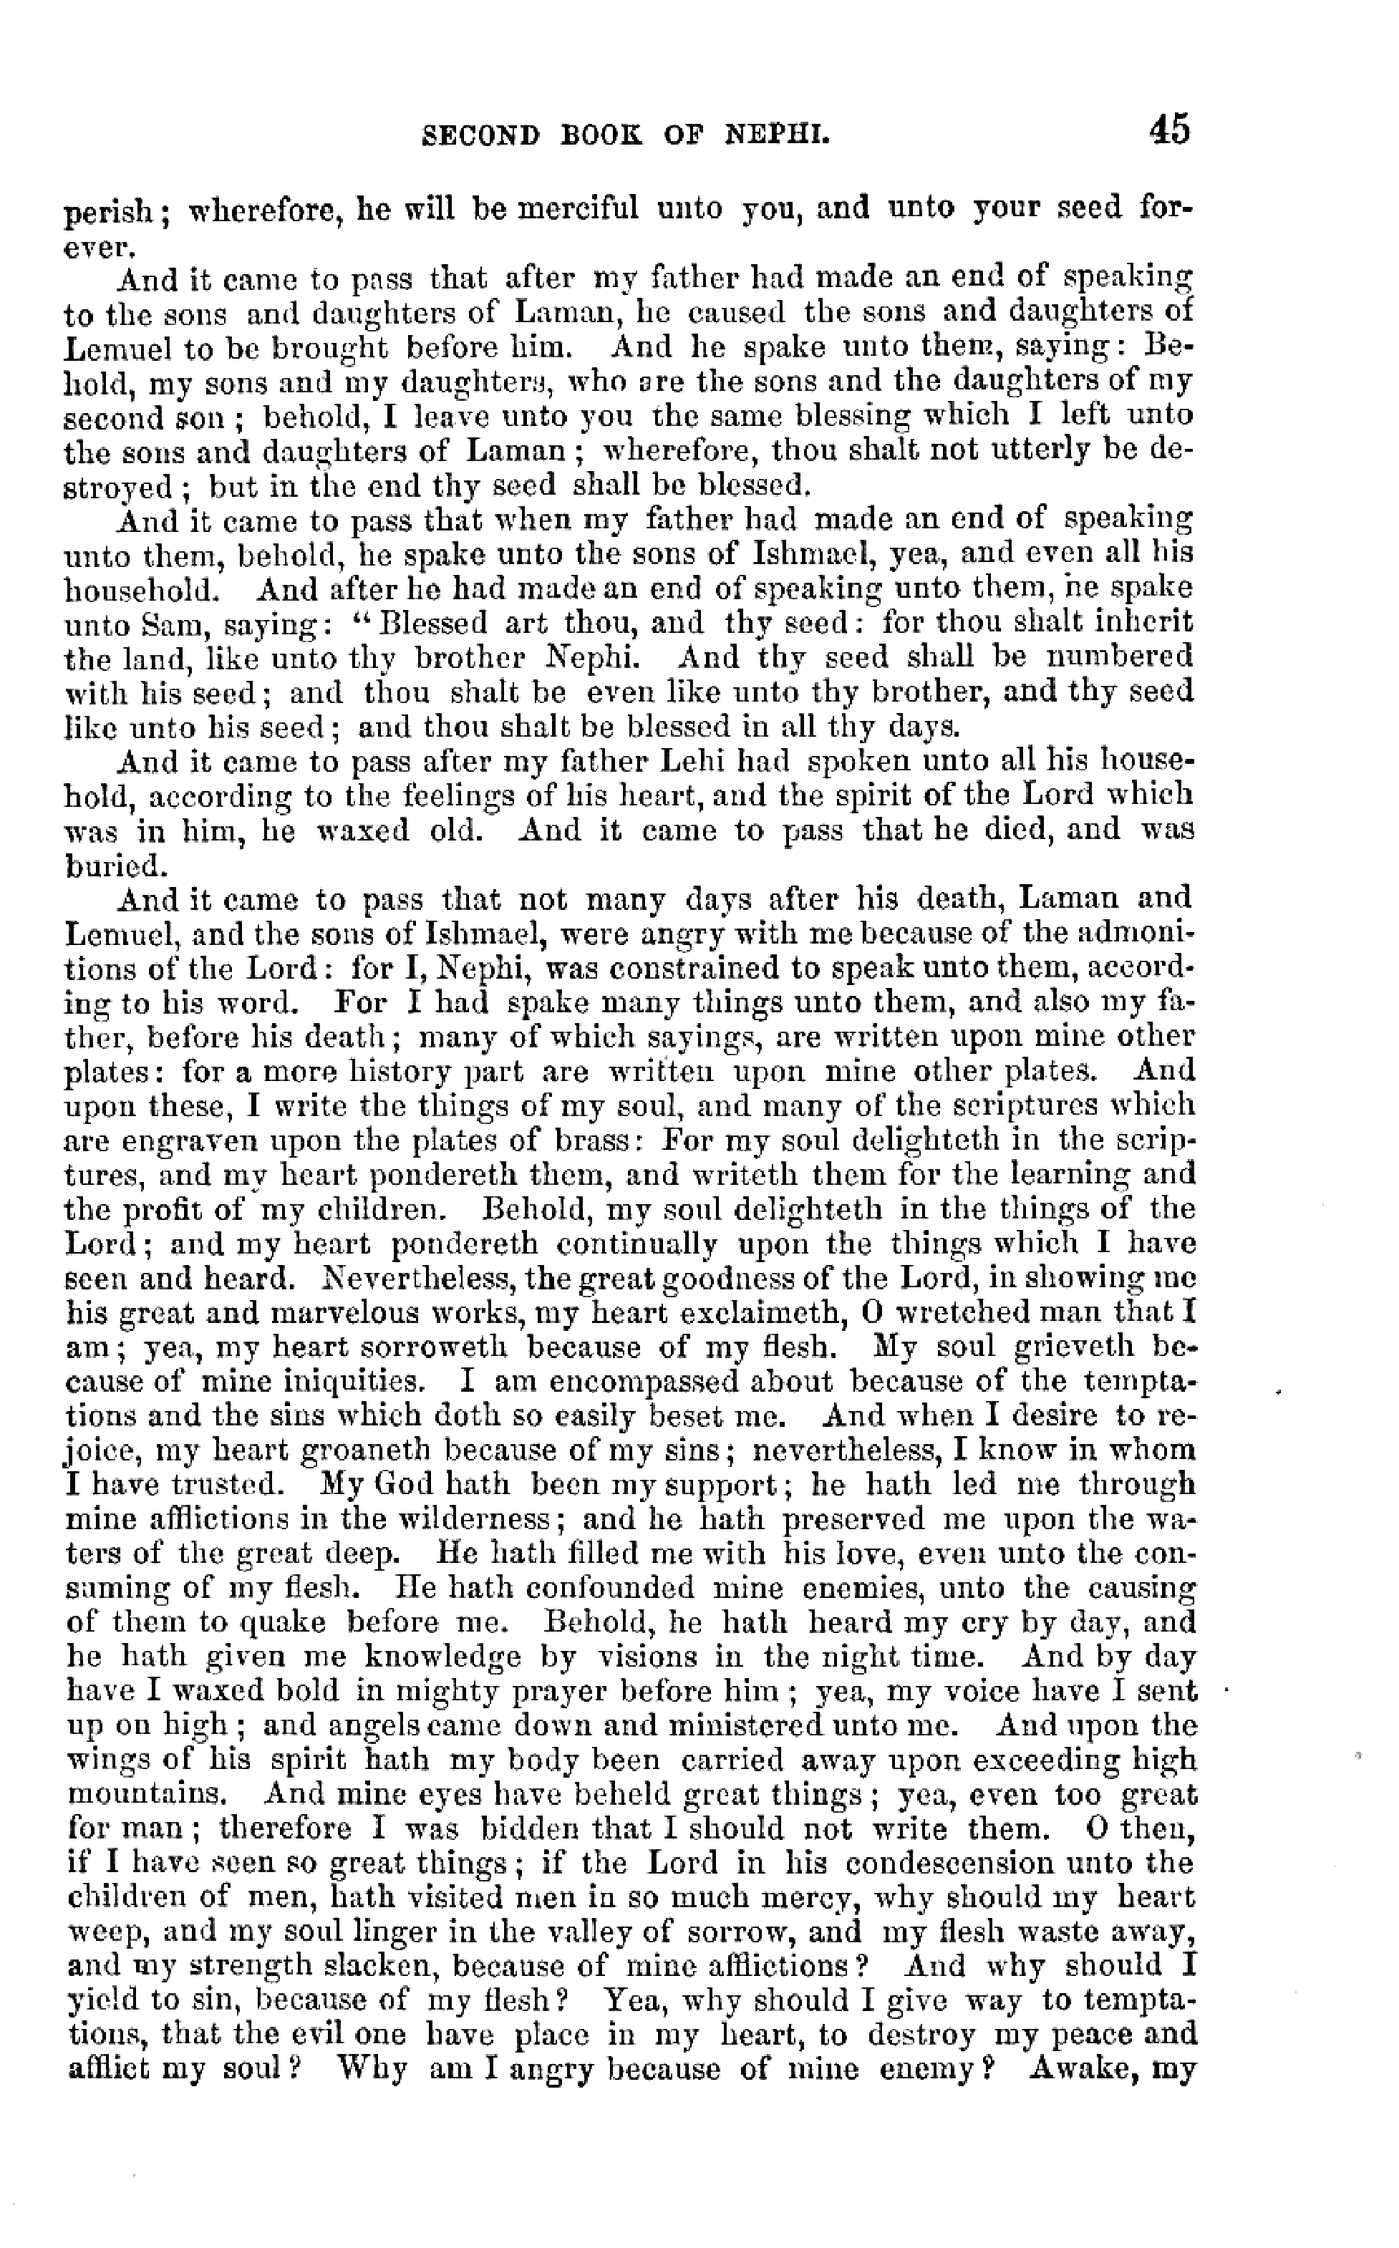 SECOND BOOK OF NEPHI. 45
perish; wherefore, he will be merciful unto you, and unto your seed for-
ever.
And it came to pass that after my father had made an end of speaking
to the sons and daughters of Laman, he caused the sons and daughters of
Lemuel to be brought before him. And he spake unto them, saying: Be-
hold, my sons and my daughters, who are the sons and the daughters of my
second son; behold, I leave unto you the same blessing which I left unto
the sons and daughters of Laman; wherefore, thou shalt not utterly be de-
stroyed; but in the end thy seed shall be blessed.
And it came to pass that when my father had made an end of speaking
unto them, behold, he spake unto the sons of Ishmael, yea, and even all his
household. And after he had made an end of speaking unto them, he spake
unto Sam, saying: "Blessed art thou, and thy seed: for thou shalt inherit
the land, like unto thy brother Nephi. And thy seed shall be numbered
with his seed; and thou shalt be even like unto thy brother, and thy seed
like unto his seed; and thou shalt be blessed in all thy days.
And it came to pass after my father Lehi had spoken unto all his house-
hold, according to the feelings of his heart, and the spirit of the Lord which
was in him, he waxed old. And it came to pass that he died, and was
buried.
And it came to pass that not many days after his death, Laman and
Lemuel, and the sons of Ishmael, were angry with me because of the admoni-
tions of the Lord: for I, Nephi, was constrained to speak unto them, accord-
ing to his word. For I had spake many things unto them, and also my fa-
ther, before his death; many of which sayings, are written upon mine other
plates: for a more history part are written upon mine other plates. And
upon these, I write the things of my soul, and many of the scriptures which
are engraven upon the plates of brass: For my soul delighteth in the scrip-
tures, and my heart pondereth them, and writeth them for the learning and
the profit of my children. Behold, my soul delighteth in the things of the
Lord; and my heart pondereth continually upon the things which I have
seen and heard. Nevertheless, the great goodness of the Lord, in showing me
his great and marvelous works, my heart exclaimeth, O wretched man that I
am; yea, my heart sorroweth because of my flesh. My soul grieveth be-
cause of mine iniquities. I am encompassed about because of the tempta-
tions and the sins which doth so easily beset me. And when I desire to re-
joice, my heart groaneth because of my sins; nevertheless, I know in whom
I have trusted. My God hath been my support; he hath led me through
mine afflictions in the wilderness; and he hath preserved me upon the wa-
ters of the great deep. He hath filled me with his love, even unto the con-
suming of my flesh. He hath confounded mine enemies, unto the causing
of them to quake before me. Behold, he hath heard my cry by day, and
he hath given me knowledge by visions in the night time. And by day
have I waxed bold in mighty prayer before him; yea, my voice have I sent
up on high; and angels came down and ministered unto me. And upon the
wings of his spirit hath my body been carried away upon exceeding high
mountains. And mine eyes have beheld great things; yea, even too great
for man; therefore I was bidden that I should not write them. O then,
if I have seen so great things; if the Lord in his condescension unto the
children of men, hath visited men in so much mercy, why should my heart
weep, and my soul linger in the valley of sorrow, and my flesh waste away,
and my strength slacken, because of mine afflictions? And why should I
yield to sin, because of my flesh? Yea, why should I give way to tempta-
tions, that the evil one have place in my heart, to destroy my peace and
afflict my soul? Why am I angry because of mine enemy? Awake, my